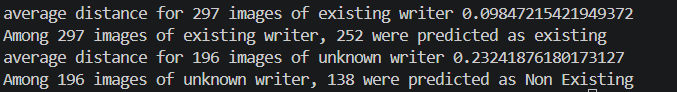 average distance for 297 images of existing writer 0.09847215421949372
Among 297 images of existing writer, 252 were predicted as existing
average distance for 196 images of unknown writer 0.23241876180173127
Among 196 images of unknown writer, 138 were predicted as Non Existing